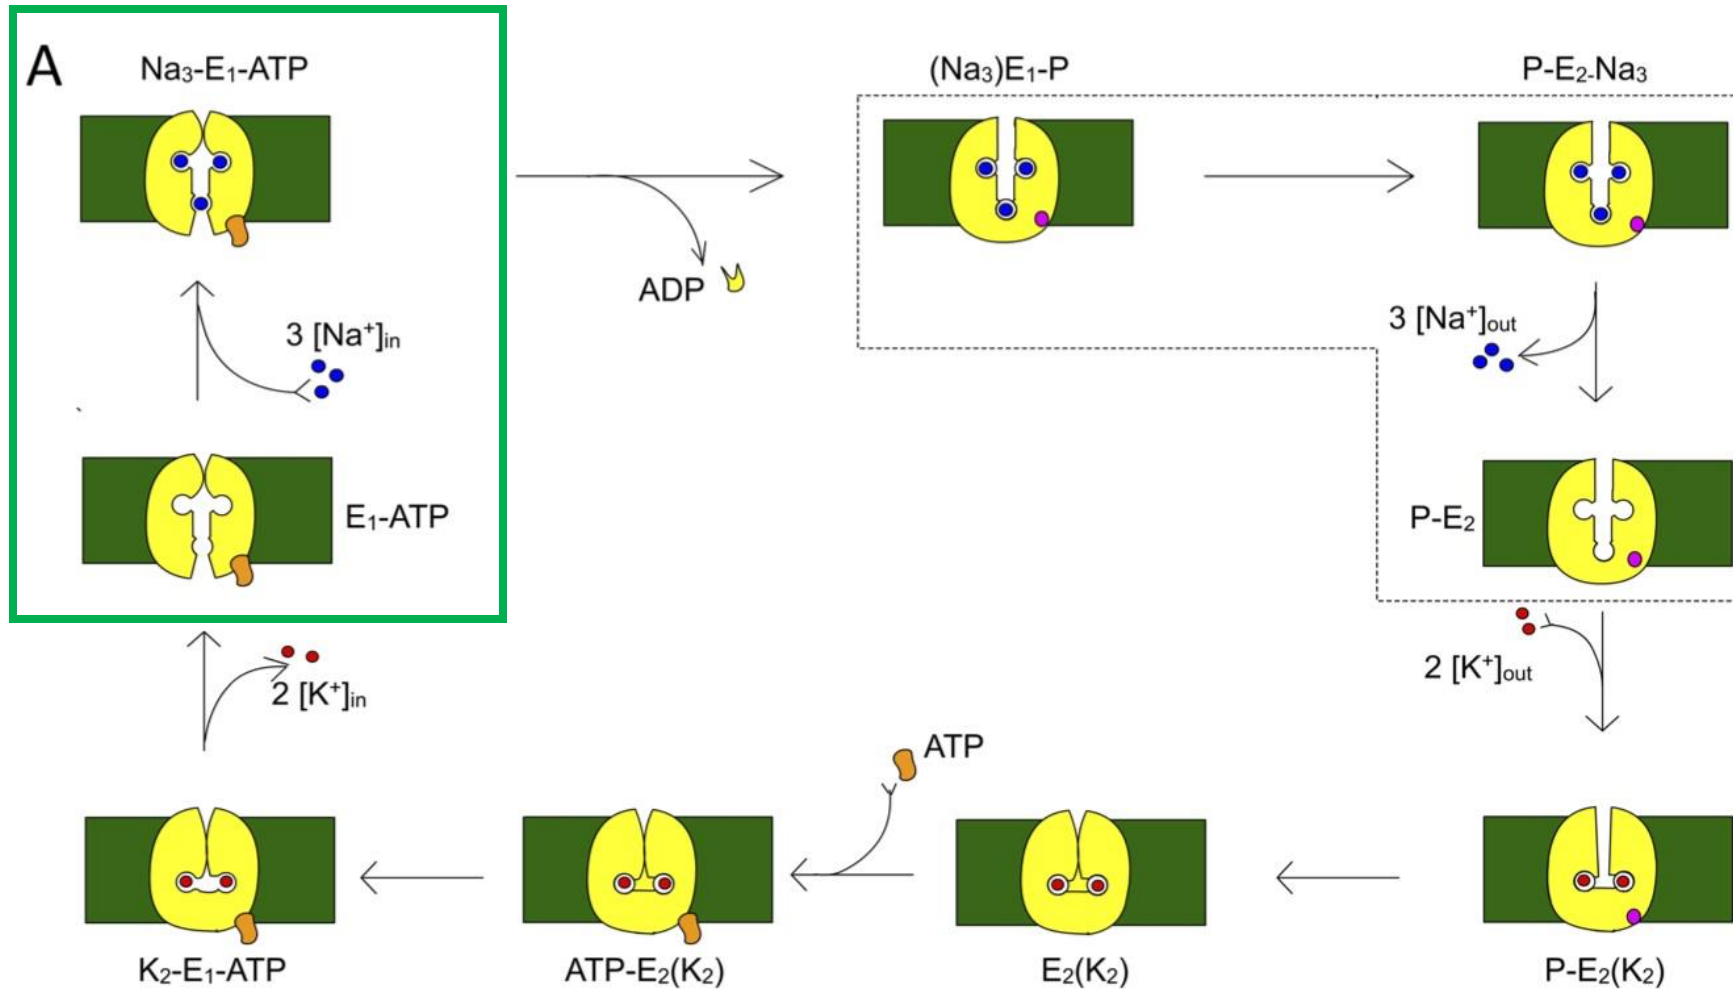 A
Na₃-E₁-ATP
(Na₃)E₁-P
P-E₂-Na₃
ADP
3 [Na⁺]in
3 [Na⁺]out
E₁-ATP
P-E₂
2 [K⁺]in
2 [K⁺]out
ATP
K₂-E₁-ATP
ATP-E₂(K₂)
E₂(K₂)
P-E₂(K₂)